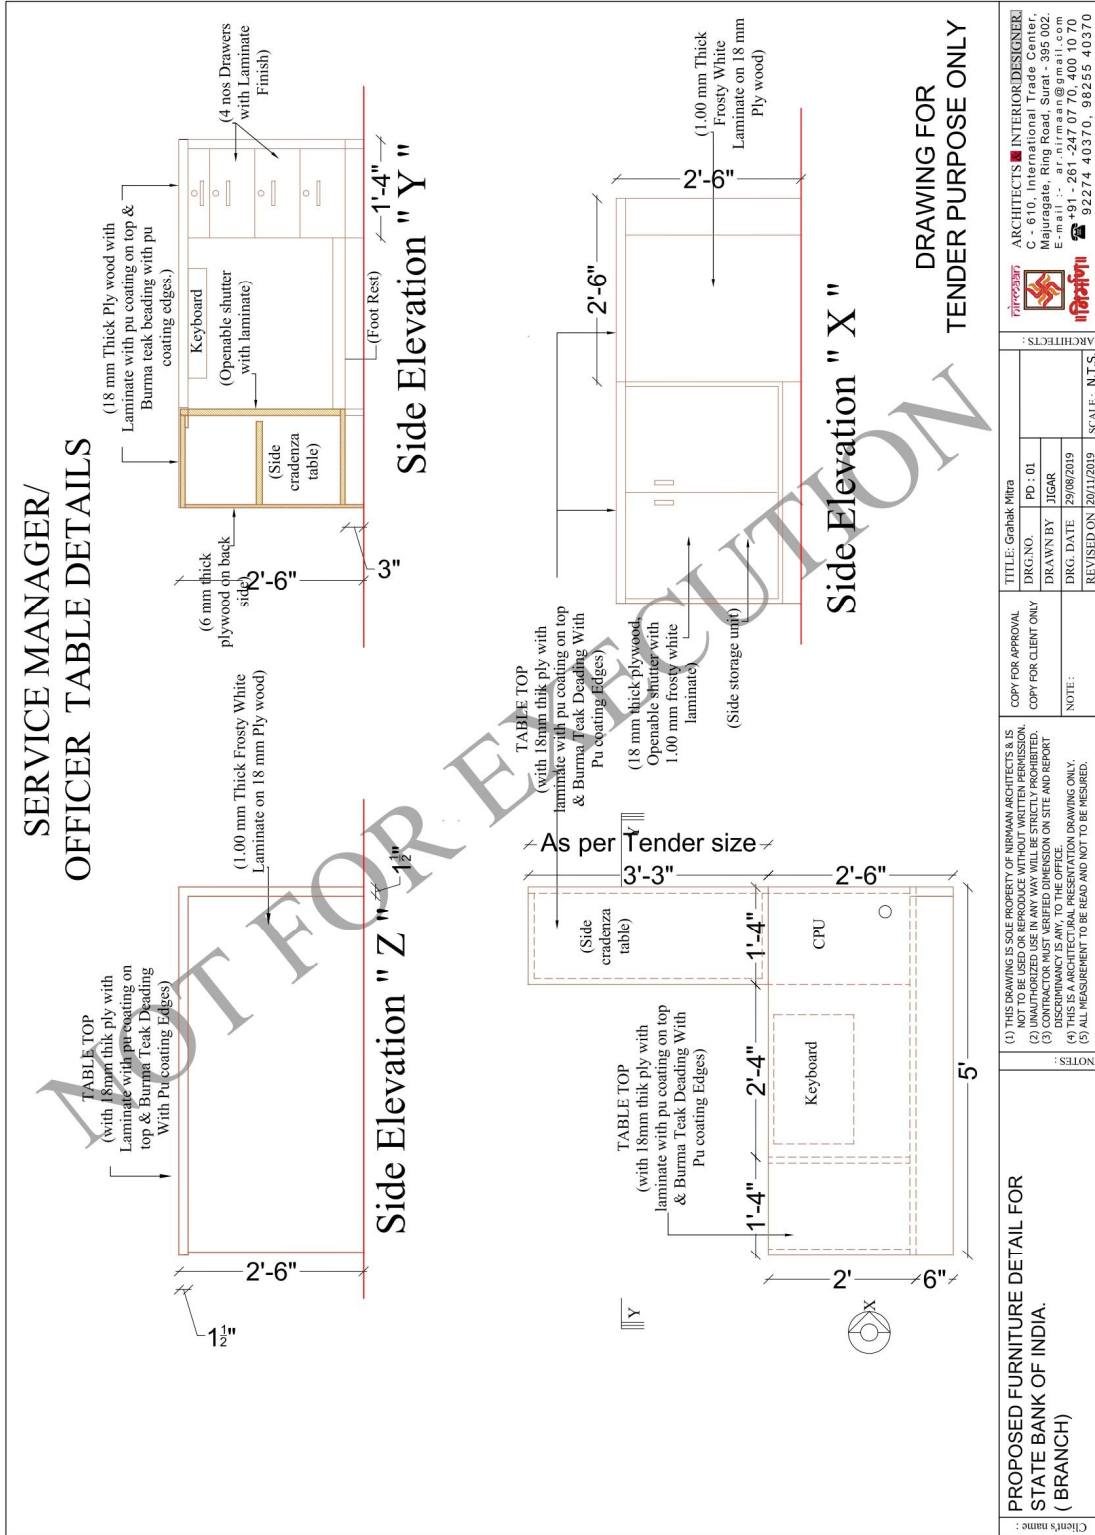 SERVICE MANAGER/
OFFICER TABLE DETAILS
TABLE TOP
(with 18mm thik ply with
Laminate with pu coating on
top & Burma Teak Deading
With Pu coating Edges)
(1.00 mm Thick Frosty White
Laminate on 18 mm Ply wood)
2'-6"
1½"
1½"
Side Elevation " Z "
(18 mm Thick Ply wood with
Laminate with pu coating on top &
Burma teak beading with pu
coating edges.)
(4 nos Drawers
with Laminate
Finish)
(6 mm thick
plywood on back
side)
Keyboard
(Openable shutter
with laminate)
(Side
cradenza
table)
(Foot Rest)
2'-6"
3"
1'-4"
Side Elevation " Y "
TABLE TOP
(with 18mm thik ply with
laminate with pu coating on top
& Burma Teak Deading With
Pu coating Edges)
As per Tender size
3'-3"
2'-6"
(Side
cradenza
table)
CPU
Keyboard
1'-4"
2'-4"
1'-4"
5'
2'
6"
Y
Y
X
TABLE TOP
(with 18mm thik ply with
laminate with pu coating on top
& Burma Teak Deading With
Pu coating Edges)
(18 mm thick plywood,
Openable shutter with
1.00 mm frosty white
laminate)
(Side storage unit)
2'-6"
2'-6"
(1.00 mm Thick
Frosty White
Laminate on 18 mm
Ply wood)
Side Elevation " X "
DRAWING FOR
TENDER PURPOSE ONLY
NOT FOR EXECUTION
Client's name :
PROPOSED FURNITURE DETAIL FOR
STATE BANK OF INDIA.
( BRANCH)
NOTES :
(1) THIS DRAWING IS SOLE PROPERTY OF NIRMAAN ARCHITECTS & IS
NOT TO BE USED OR REPRODUCE WITHOUT WRITTEN PERMISSION.
(2) UNAUTHORIZED USE IN ANY WAY WILL BE STRICTLY PROHIBITED.
(3) CONTRACTOR MUST VERIFIED DIMENSION ON SITE AND REPORT
DISCRIMINANCY IS ANY, TO THE OFFICE.
(4) THIS IS A ARCHITECTURAL PRESENTATION DRAWING ONLY.
(5) ALL MEASUREMENT TO BE READ AND NOT TO BE MESURED.
COPY FOR APPROVAL
COPY FOR CLIENT ONLY
NOTE :
TITLE: Grahak Mitra
DRG.NO. PD : 01
DRAWN BY JIGAR
DRG. DATE 29/08/2019
REVISED ON 20/11/2019 SCALE : N.T.S.
ARCHITECTS :
nirmaan
॥निर्माण॥
ARCHITECTS & INTERIOR DESIGNER.
C - 610, International Trade Center,
Majuragate, Ring Road, Surat - 395 002.
E-mail :- ar.nirmaan@gmail.com
+91 - 261 -247 07 70, 400 10 70
92274 40370, 98255 40370